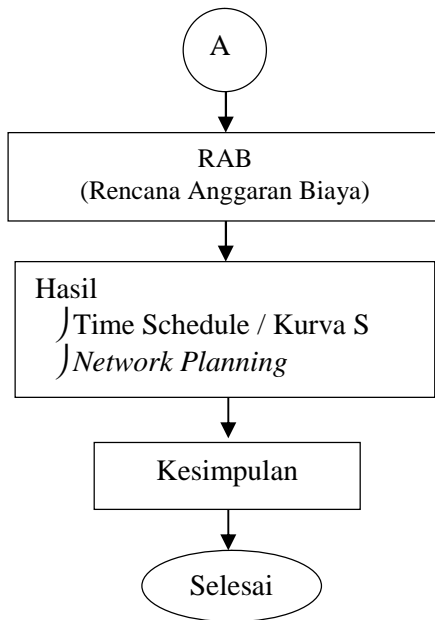 A
RAB
(Rencana Anggaran Biaya)
Hasil
Time Schedule / Kurva S
Network Planning
Kesimpulan
Selesai